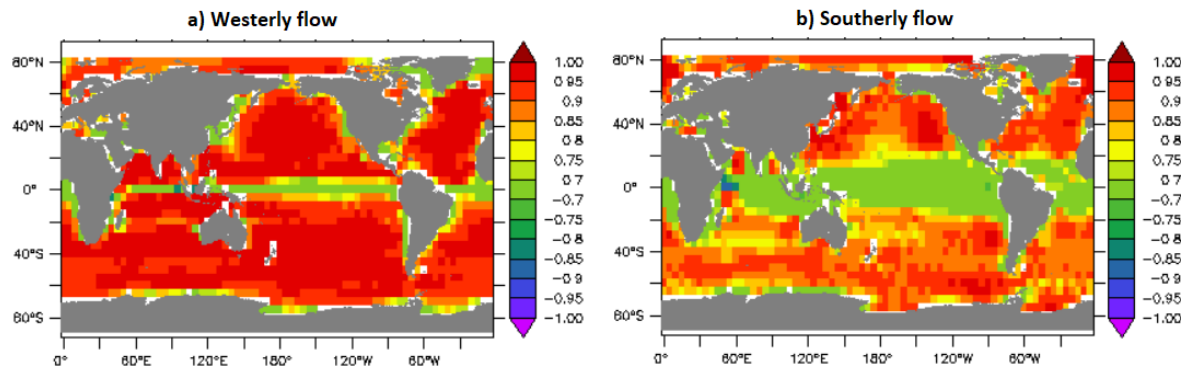 a) Westerly flow
b) Southerly flow
80°N
40°N
0°
40°S
80°S
0°
60°E
120°E
180°
120°W
60°W
1.00
0.95
0.9
0.85
0.8
0.75
0.7
-0.7
-0.75
-0.8
-0.85
-0.9
-0.95
-1.00
80°N
40°N
0°
40°S
80°S
0°
60°E
120°E
180°
120°W
60°W
1.00
0.95
0.9
0.85
0.8
0.75
0.7
-0.7
-0.75
-0.8
-0.85
-0.9
-0.95
-1.00